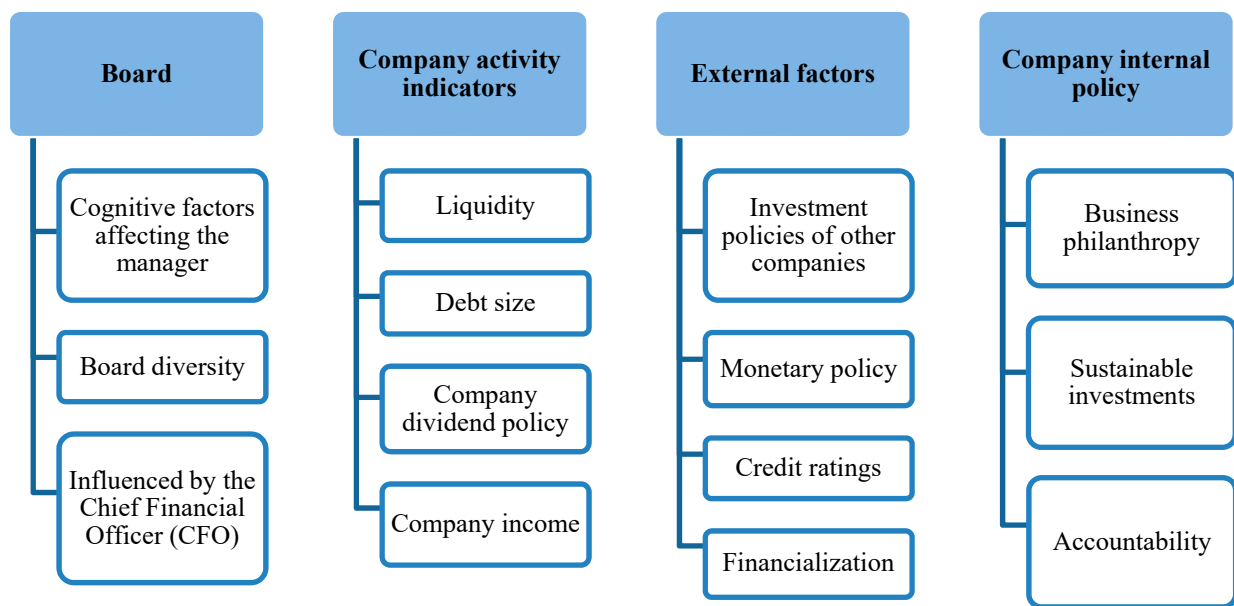 Board
Cognitive factors
affecting the
manager
Board diversity
Influenced by the
Chief Financial
Officer (CFO)
Company activity
indicators
Liquidity
Debt size
Company
dividend policy
Company income
External factors
Investment
policies of other
companies
Monetary policy
Credit ratings
Financialization
Company internal
policy
Business
philanthropy
Sustainable
investments
Accountability